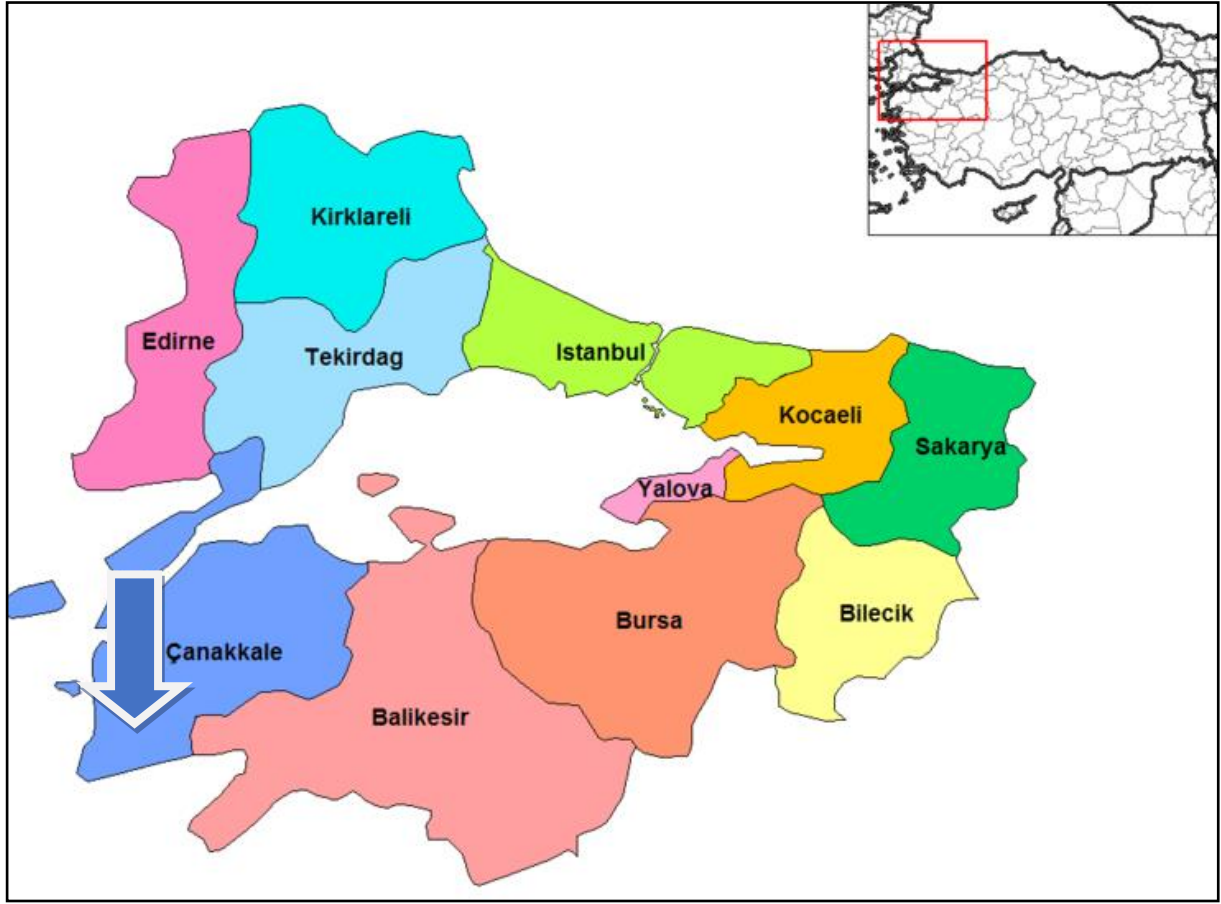 Kirklareli
Edirne
Tekirdag
Istanbul
Kocaeli
Sakarya
Yalova
Bursa
Bilecik
Çanakkale
Balikesir